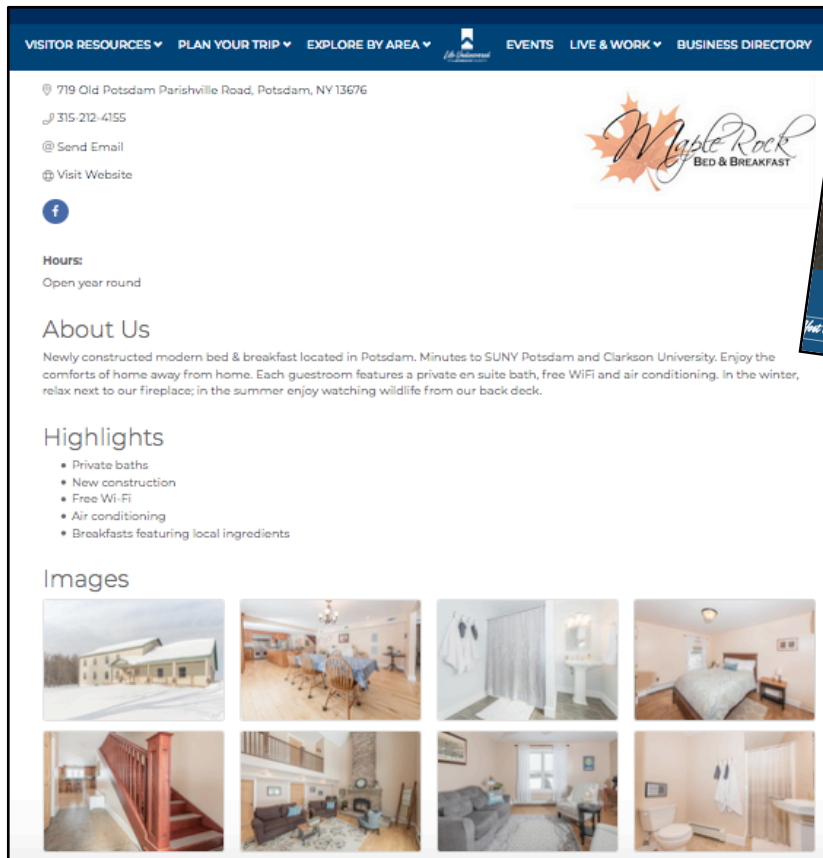 VISITOR RESOURCES PLAN YOUR TRIP EXPLORE BY AREA EVENTS LIVE & WORK BUSINESS DIRECTORY
719 Old Potsdam Parishville Road, Potsdam, NY 13676
315-212-4155
Send Email
Visit Website
f
Maple Rock
BED & BREAKFAST
Hours:
Open year round
About Us
Newly constructed modern bed & breakfast located in Potsdam. Minutes to SUNY Potsdam and Clarkson University. Enjoy the
comforts of home away from home. Each guestroom features a private en suite bath, free WiFi and air conditioning. In the winter,
relax next to our fireplace; in the summer enjoy watching wildlife from our back deck.
Highlights
• Private baths
• New construction
• Free Wi-Fi
• Air conditioning
• Breakfasts featuring local ingredients
Images